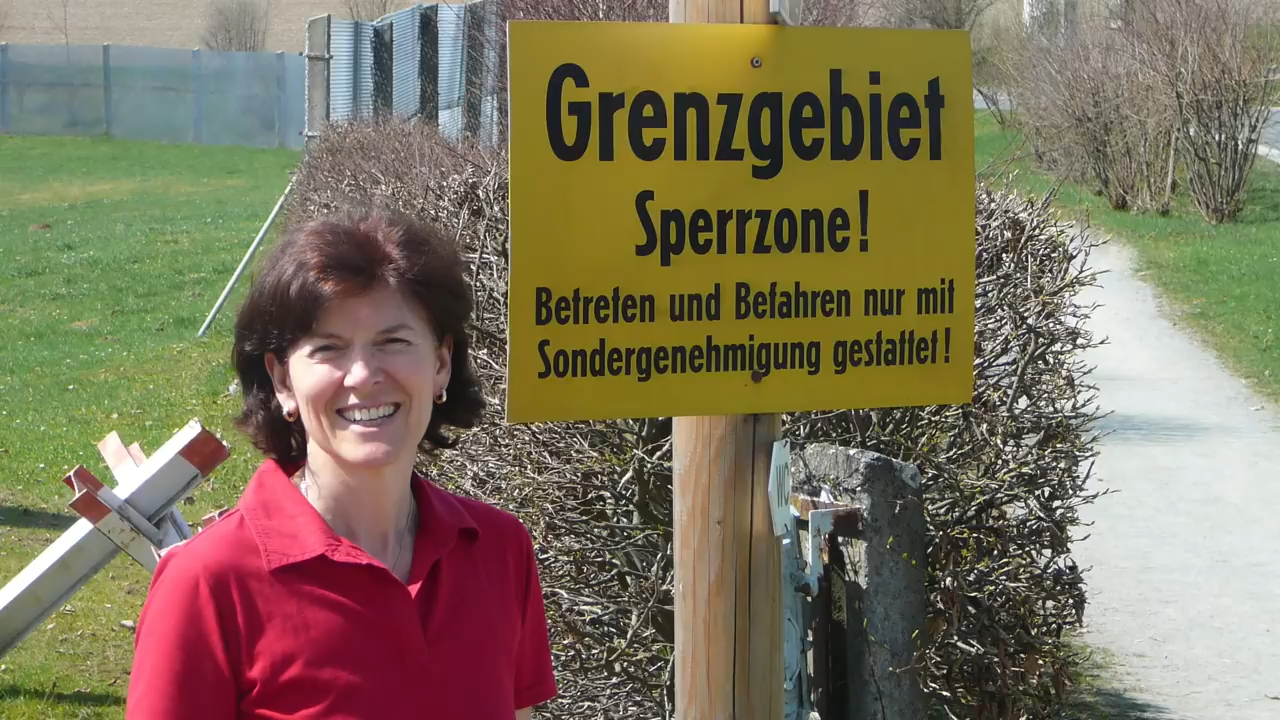 Grenzgebiet
Sperrzone!
Betreten und Befahren nur mit
Sondergenehmigung gestattet!